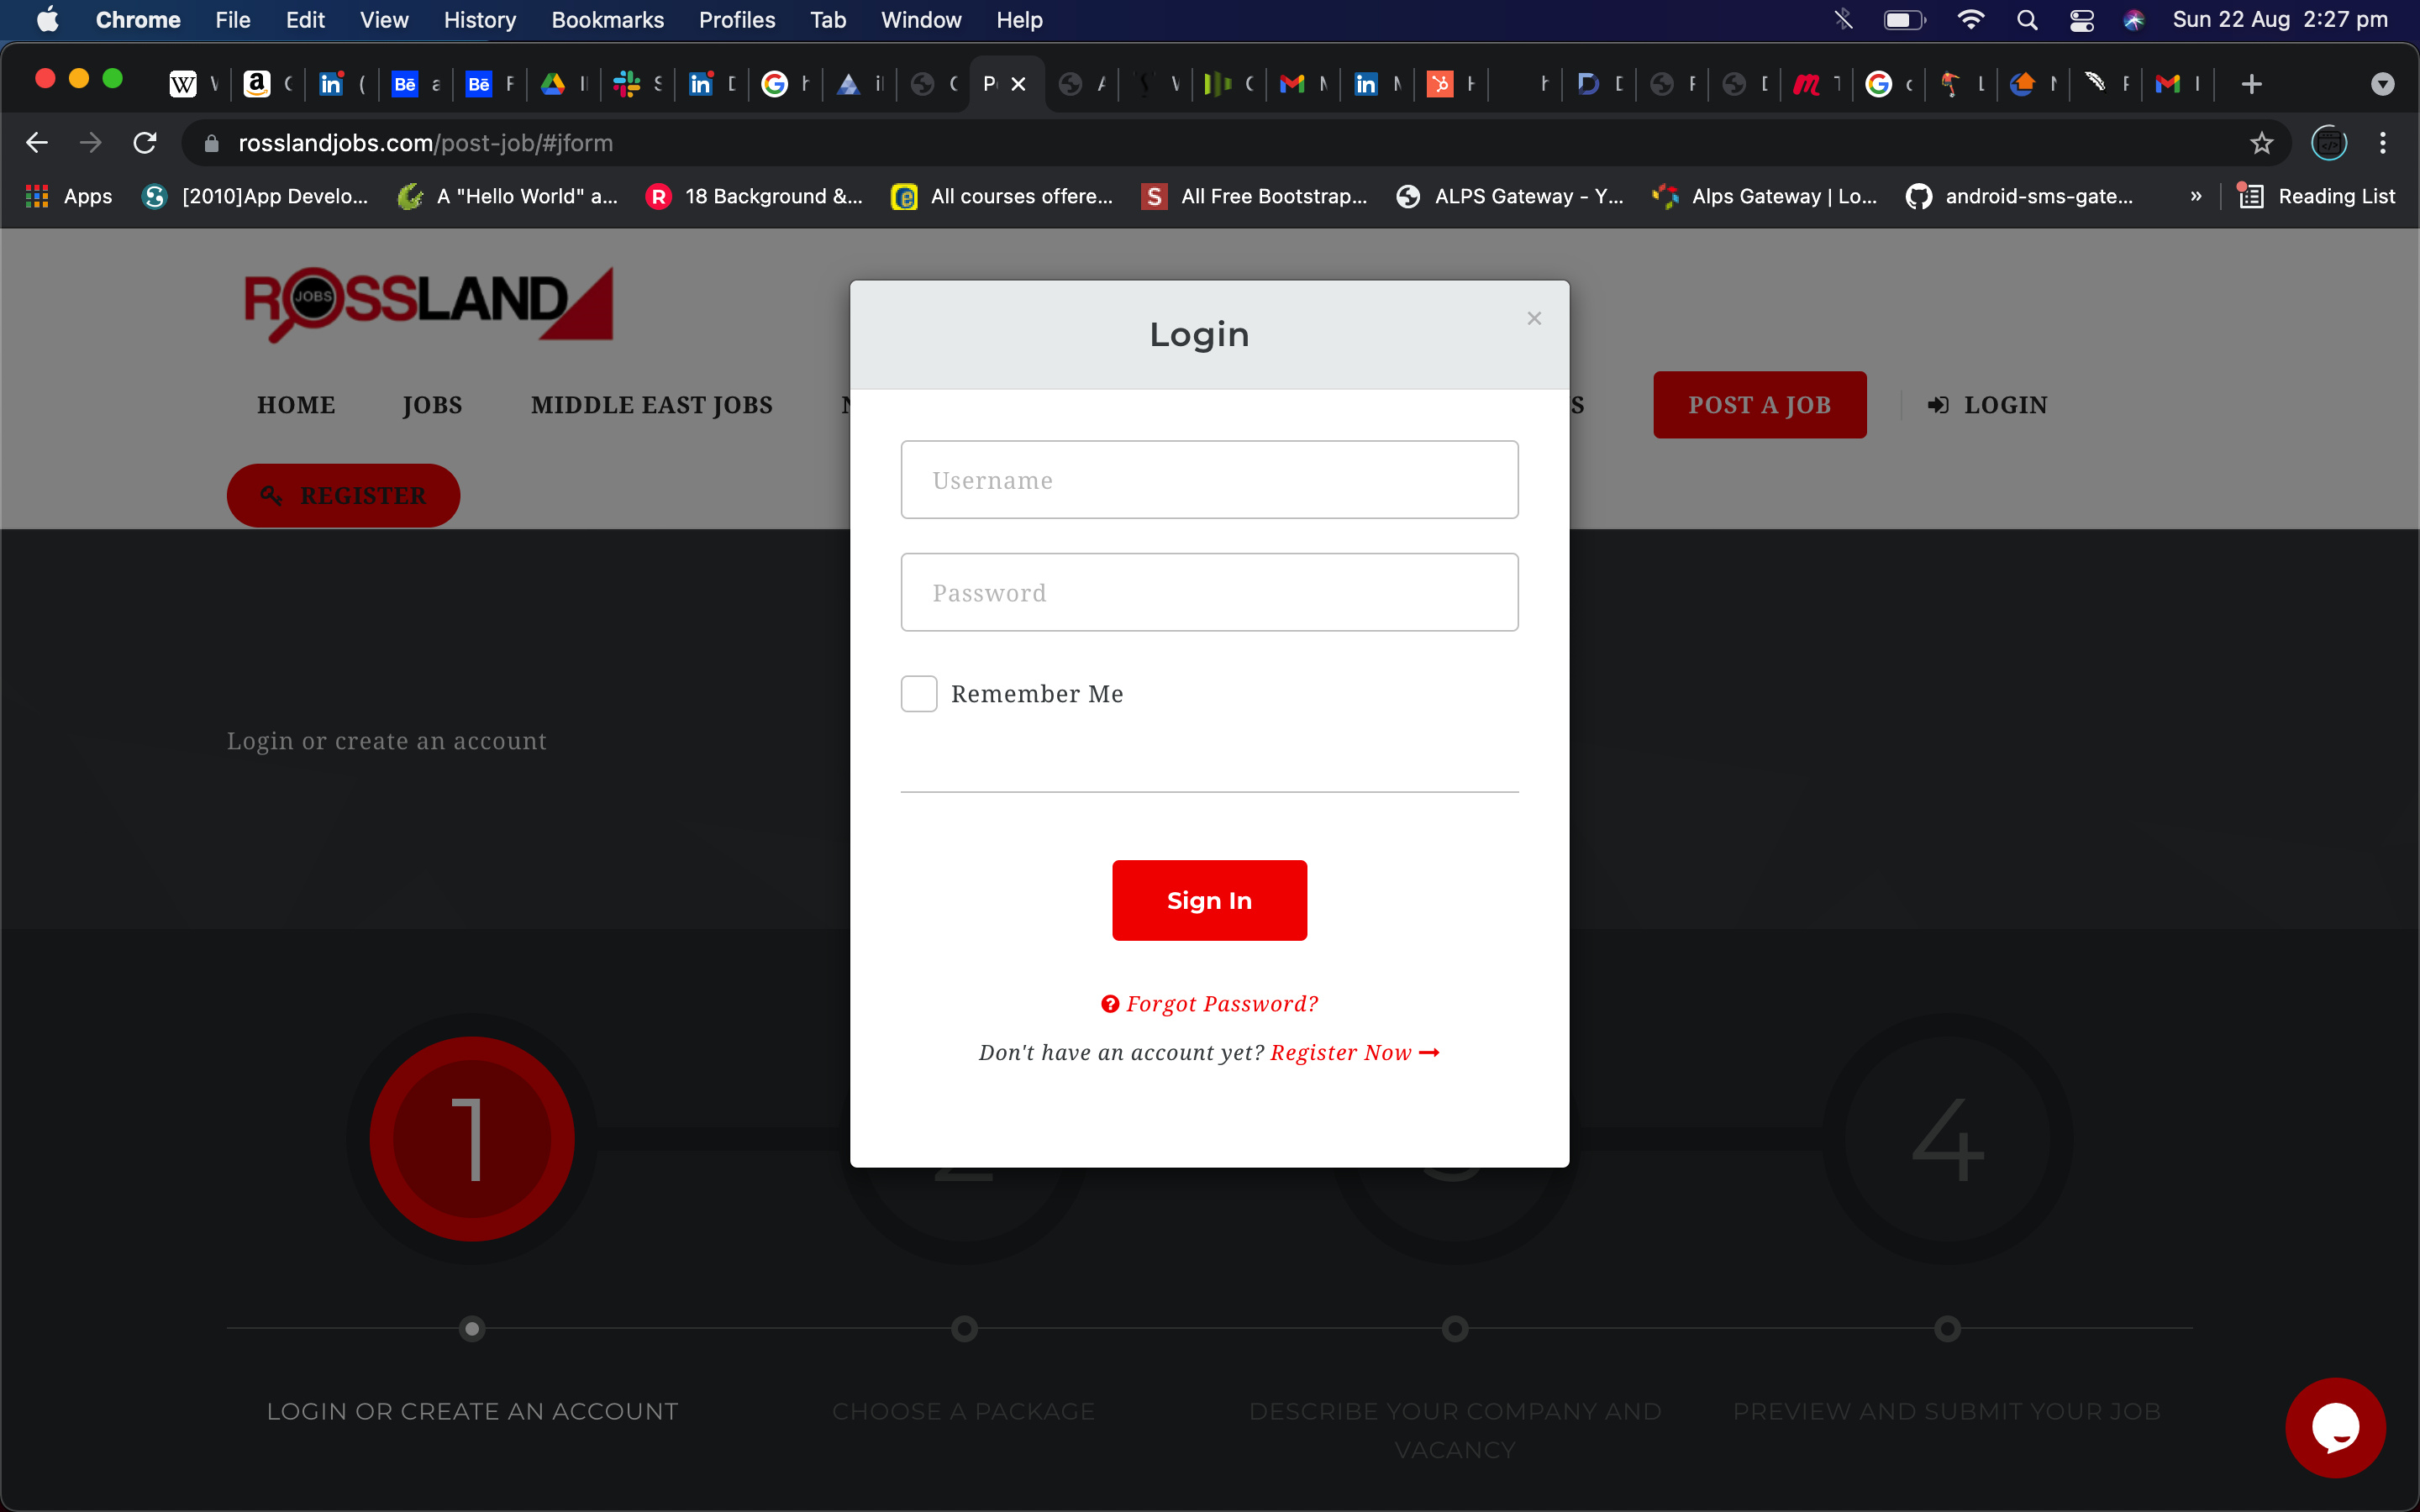 Chrome File Edit View History Bookmarks Profiles Tab Window Help Sun 22 Aug 2:27 pm
rosslandjobs.com/post-job/#jform
Apps [2010]App Develo... A "Hello World" a... 18 Background &... All courses offere... All Free Bootstrap... ALPS Gateway - Y... Alps Gateway | Lo... android-sms-gate... » Reading List
ROSSLAND
JOBS
Login
×
HOME JOBS MIDDLE EAST JOBS POST A JOB LOGIN
REGISTER
Username
Password
Remember Me
Login or create an account
Sign In
Forgot Password?
Don't have an account yet? Register Now
1
4
LOGIN OR CREATE AN ACCOUNT
CHOOSE A PACKAGE
DESCRIBE YOUR COMPANY AND
VACANCY
PREVIEW AND SUBMIT YOUR JOB